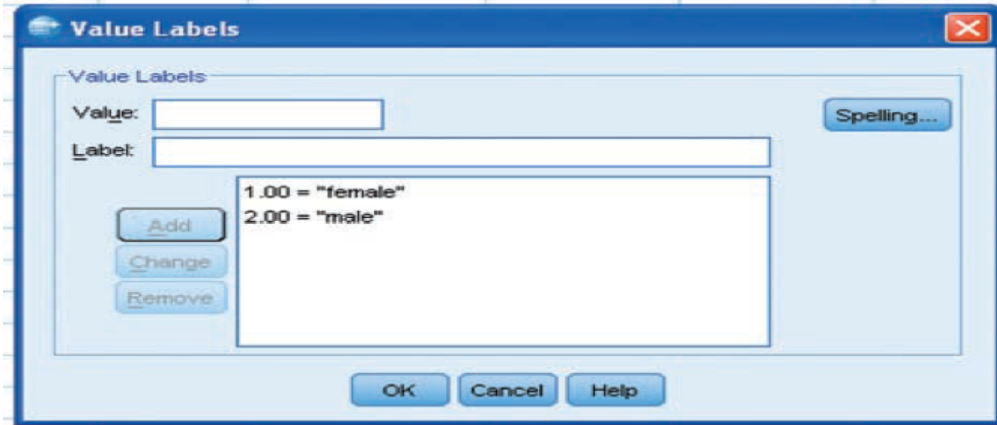 Value Labels
Value Labels
Value:
Spelling...
Label:
1.00 = "female"
2.00 = "male"
Add
Change
Remove
OK Cancel Help